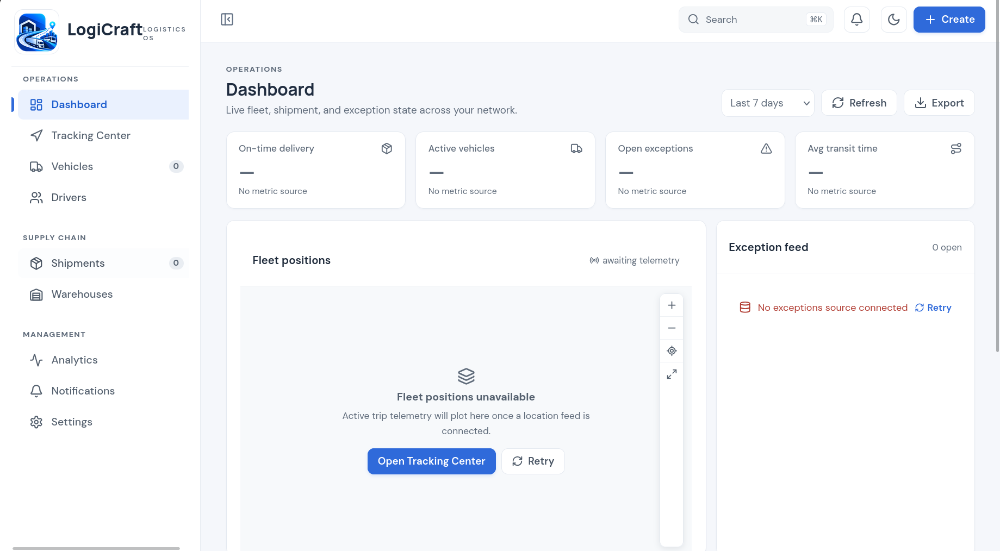 LogiCraft
LOGISTICS
OS
OPERATIONS
Dashboard
Tracking Center
Vehicles 0
Drivers
SUPPLY CHAIN
Shipments 0
Warehouses
MANAGEMENT
Analytics
Notifications
Settings
Search ⌘K
Create
OPERATIONS
Dashboard
Live fleet, shipment, and exception state across your network.
Last 7 days
Refresh
Export
On-time delivery
—
No metric source
Active vehicles
—
No metric source
Open exceptions
—
No metric source
Avg transit time
—
No metric source
Fleet positions
awaiting telemetry
Fleet positions unavailable
Active trip telemetry will plot here once a location feed is
connected.
Open Tracking Center
Retry
Exception feed
0 open
No exceptions source connected
Retry